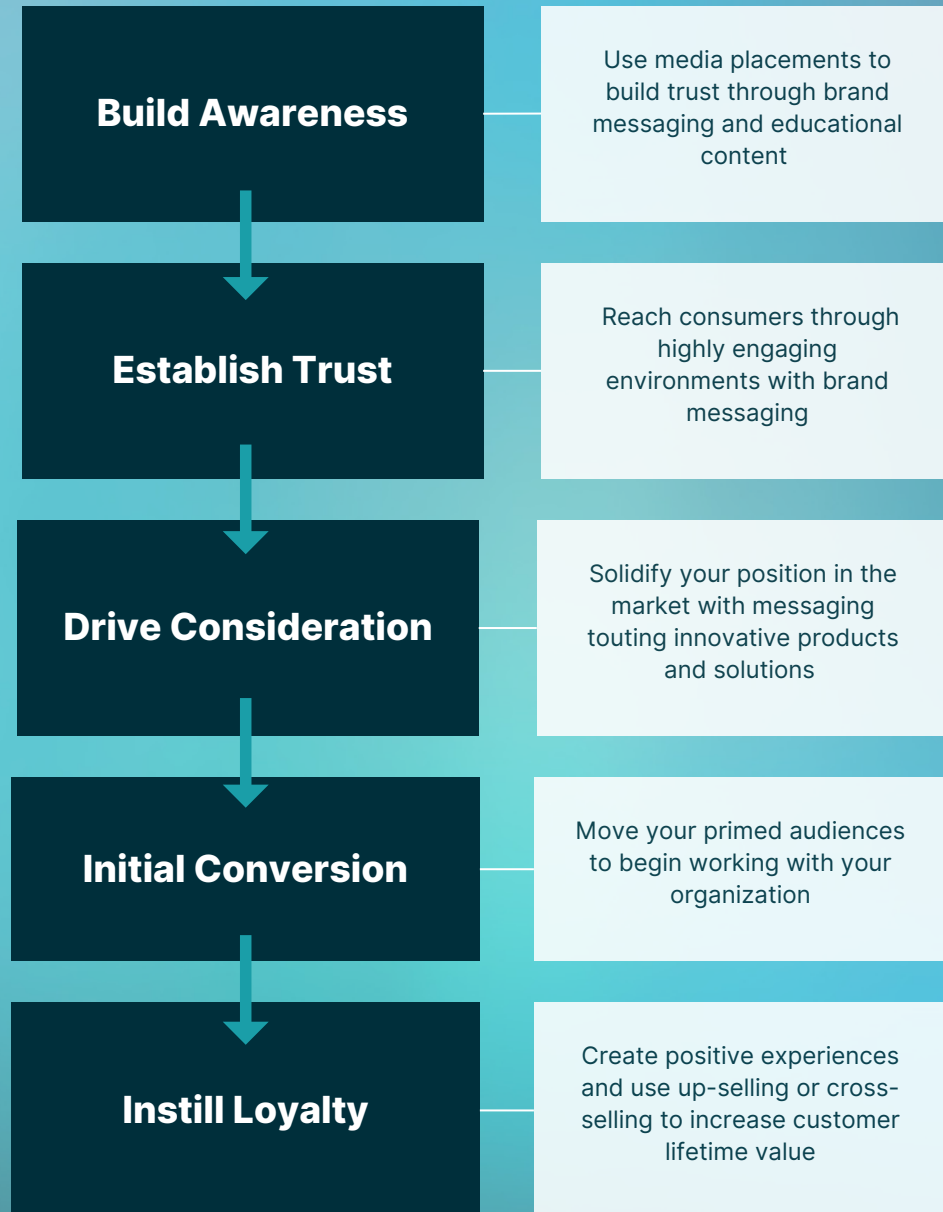 Build Awareness
Use media placements to
build trust through brand
messaging and educational
content
Establish Trust
Reach consumers through
highly engaging
environments with brand
messaging
Drive Consideration
Solidify your position in the
market with messaging
touting innovative products
and solutions
Initial Conversion
Move your primed audiences
to begin working with your
organization
Instill Loyalty
Create positive experiences
and use up-selling or cross-
selling to increase customer
lifetime value